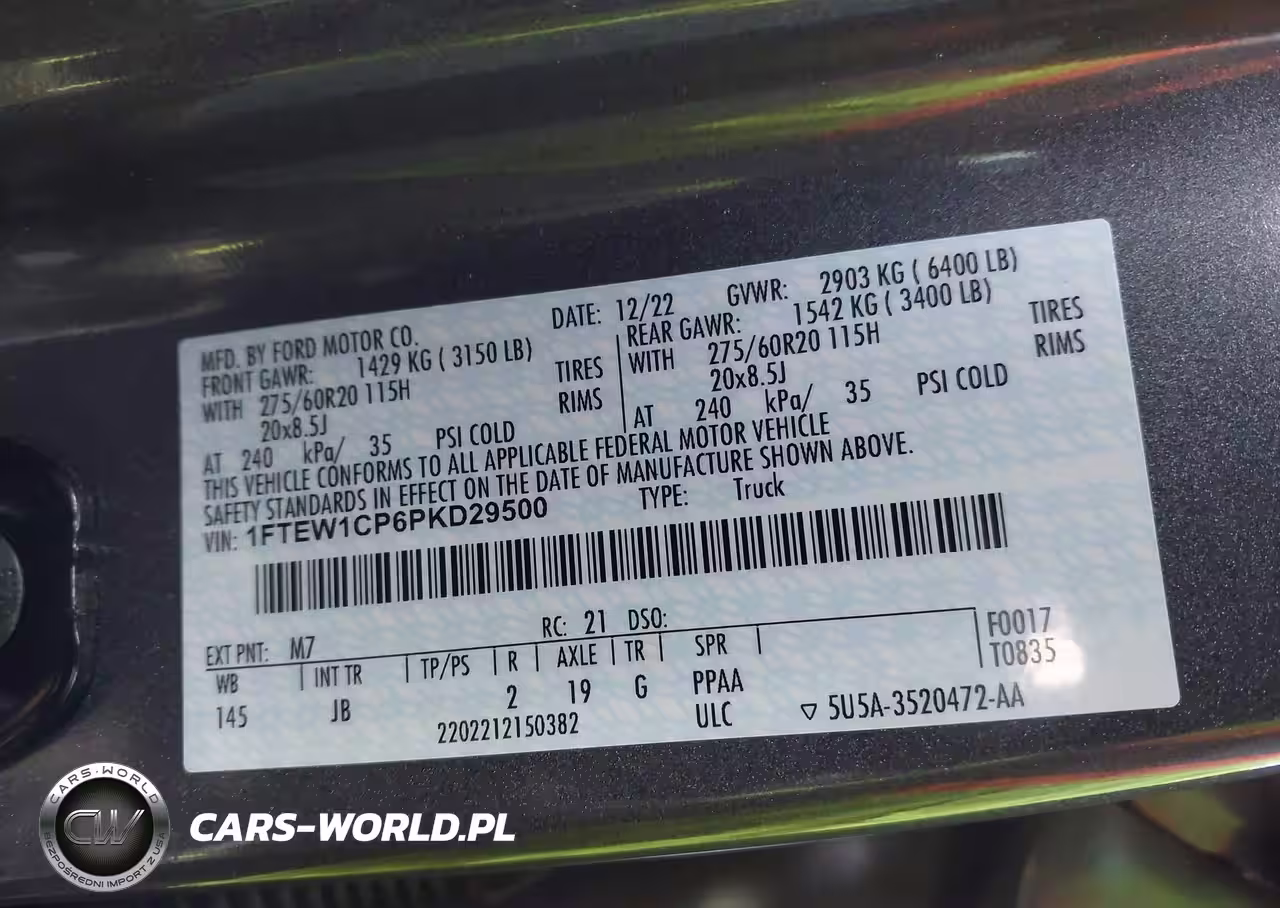 MFD. BY FORD MOTOR CO.
DATE: 12/22 GVWR: 2903 KG ( 6400 LB)
FRONT GAWR: 1429 KG ( 3150 LB)
WITH 275/60R20 115H TIRES
20x8.5J RIMS
AT 240 kPa/ 35 PSI COLD
REAR GAWR: 1542 KG ( 3400 LB)
WITH 275/60R20 115H TIRES
20x8.5J RIMS
AT 240 kPa/ 35 PSI COLD
THIS VEHICLE CONFORMS TO ALL APPLICABLE FEDERAL MOTOR VEHICLE
SAFETY STANDARDS IN EFFECT ON THE DATE OF MANUFACTURE SHOWN ABOVE.
VIN: 1FTEW1CP6PKD29500 TYPE: Truck
EXT PNT: M7 RC: 21 DSO:
WB INT TR TP/PS R AXLE TR SPR F0017
T0835
145 JB 2 19 G PPAA
2202212150382 ULC ▽ 5U5A-3520472-AA
CARS-WORLD
CW
BEZPOŚREDNI IMPORT Z USA
CARS-WORLD.PL